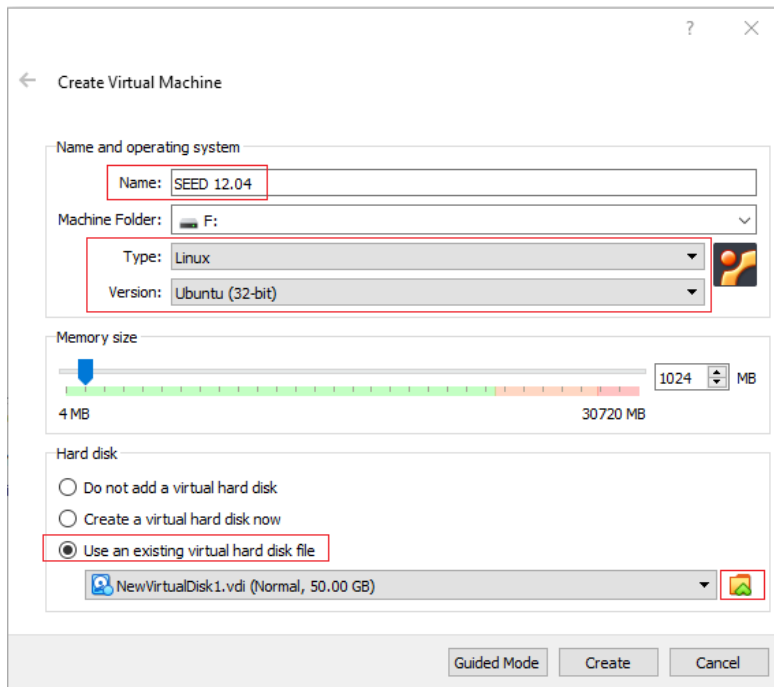 ?
Create Virtual Machine
Name and operating system
Name: SEED 12.04
Machine Folder: F:
Type: Linux
Version: Ubuntu (32-bit)
Memory size
1024 MB
4 MB 30720 MB
Hard disk
Do not add a virtual hard disk
Create a virtual hard disk now
Use an existing virtual hard disk file
NewVirtualDisk1.vdi (Normal, 50.00 GB)
Guided Mode Create Cancel